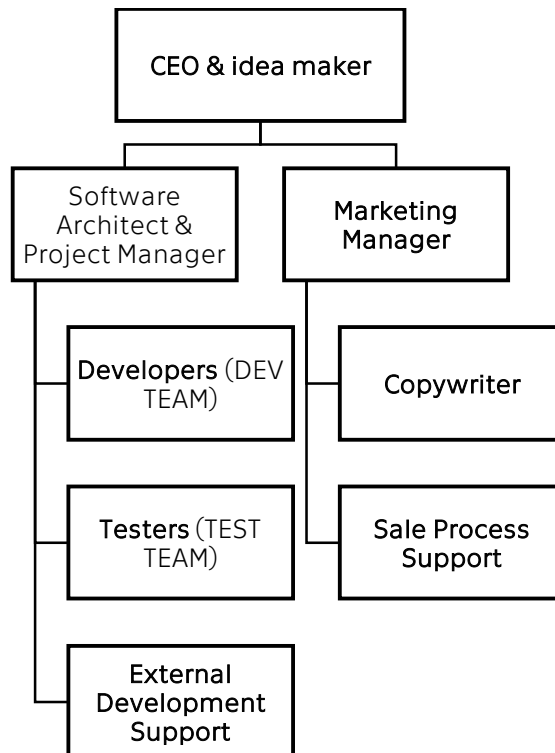 CEO & idea maker
Software
Architect &
Project Manager
Marketing
Manager
Developers (DEV
TEAM)
Copywriter
Testers (TEST
TEAM)
Sale Process
Support
External
Development
Support